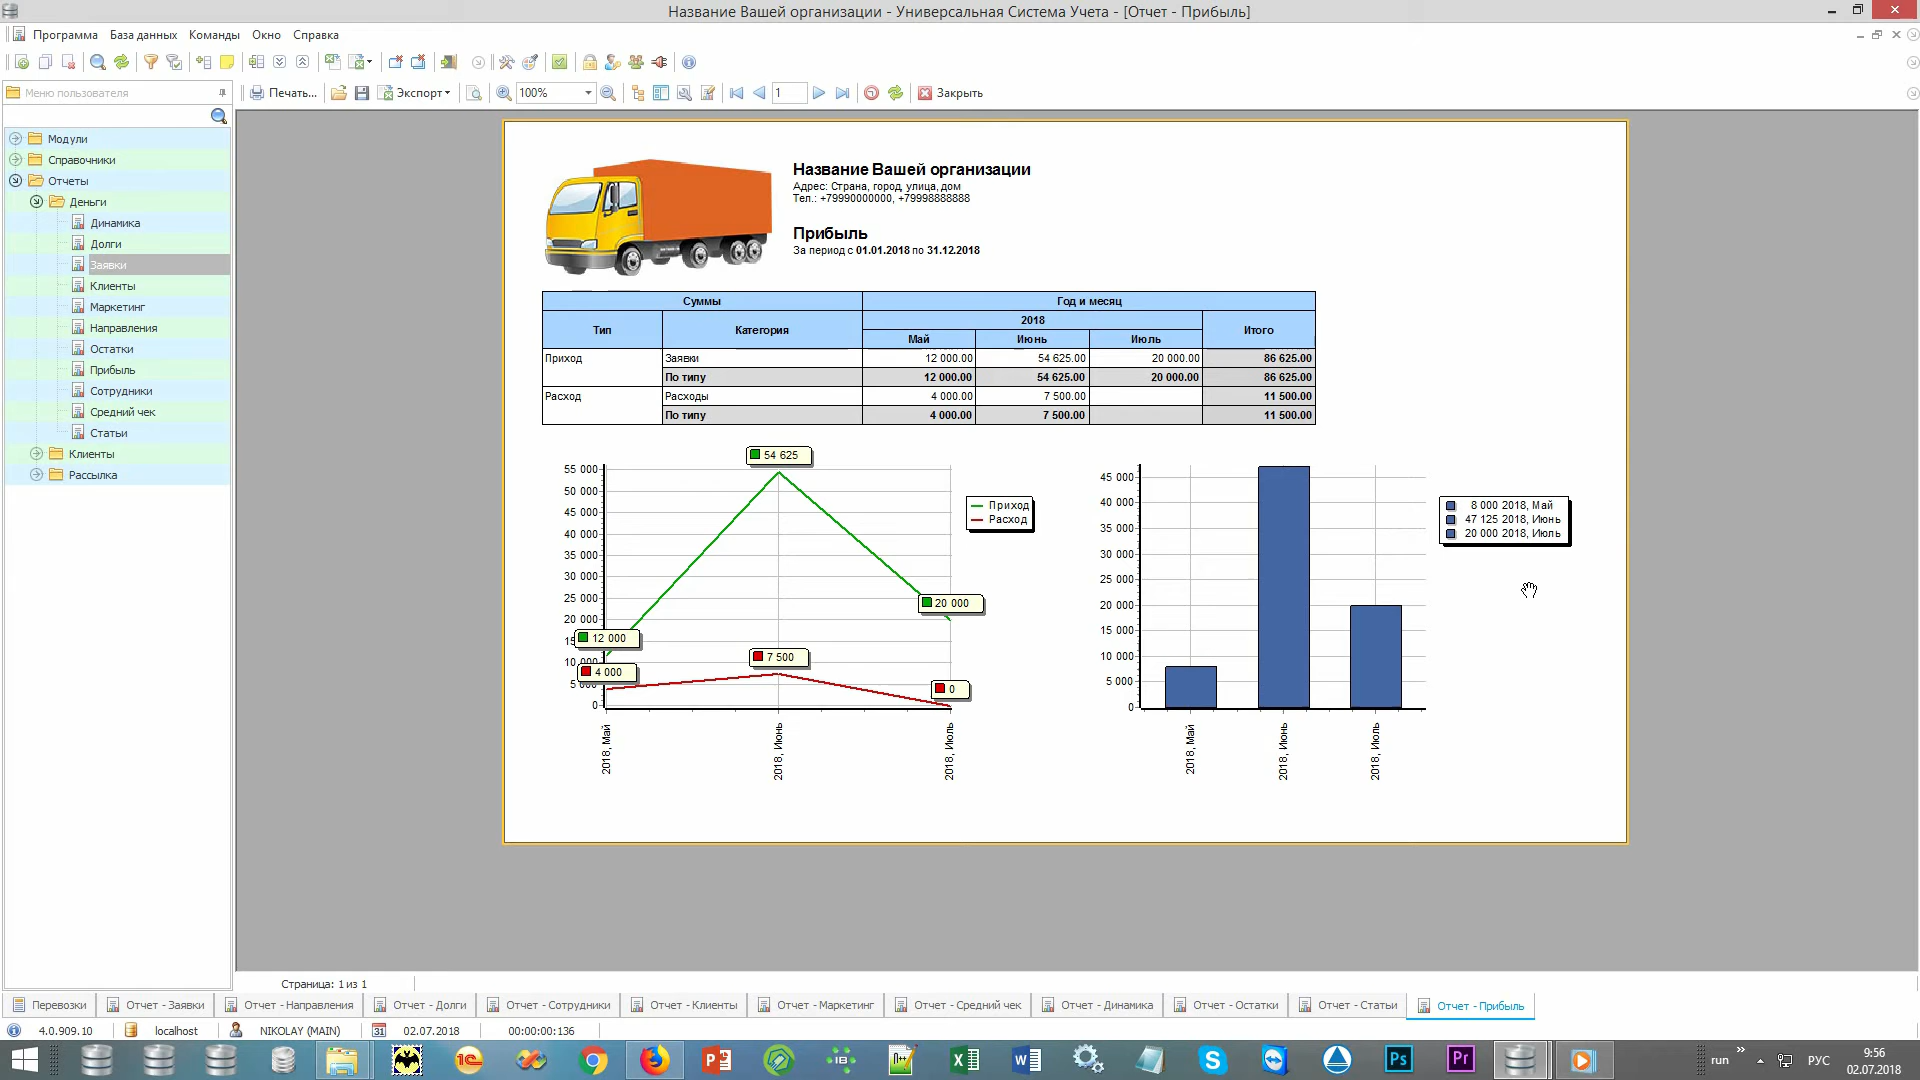 Название Вашей организации - Универсальная Система Учета - [Отчет - Прибыль]
Программа База данных Команды Окно Справка
Меню пользователя
Печать... Экспорт 100% 1 Закрыть
Модули
Справочники
Отчеты
Деньги
Динамика
Долги
Заявки
Клиенты
Маркетинг
Направления
Остатки
Прибыль
Сотрудники
Средний чек
Статьи
Клиенты
Рассылка
Название Вашей организации
Адрес: Страна, город, улица, дом
Тел.: +79990000000, +79998888888
Прибыль
За период с 01.01.2018 по 31.12.2018
Суммы Год и месяц
Тип Категория 2018 Итого
Май Июнь Июль
Приход Заявки 12 000.00 54 625.00 20 000.00 86 625.00
По типу 12 000.00 54 625.00 20 000.00 86 625.00
Расход Расходы 4 000.00 7 500.00 11 500.00
По типу 4 000.00 7 500.00 11 500.00
55 000
50 000
45 000
40 000
35 000
30 000
25 000
20 000
15
10 000
5 000
0
54 625
20 000
12 000
4 000
7 500
0
Приход
Расход
2018, Май
2018, Июнь
2018, Июль
45 000
40 000
35 000
30 000
25 000
20 000
15 000
10 000
5 000
0
8 000 2018, Май
47 125 2018, Июнь
20 000 2018, Июль
2018, Май
2018, Июнь
2018, Июль
Страница: 1 из 1
Перевозки Отчет - Заявки Отчет - Направления Отчет - Долги Отчет - Сотрудники Отчет - Клиенты Отчет - Маркетинг Отчет - Средний чек Отчет - Динамика Отчет - Остатки Отчет - Статьи Отчет - Прибыль
4.0.909.10 localhost NIKOLAY (MAIN) 31 02.07.2018 00:00:00:136
run РУС 9:56
02.07.2018